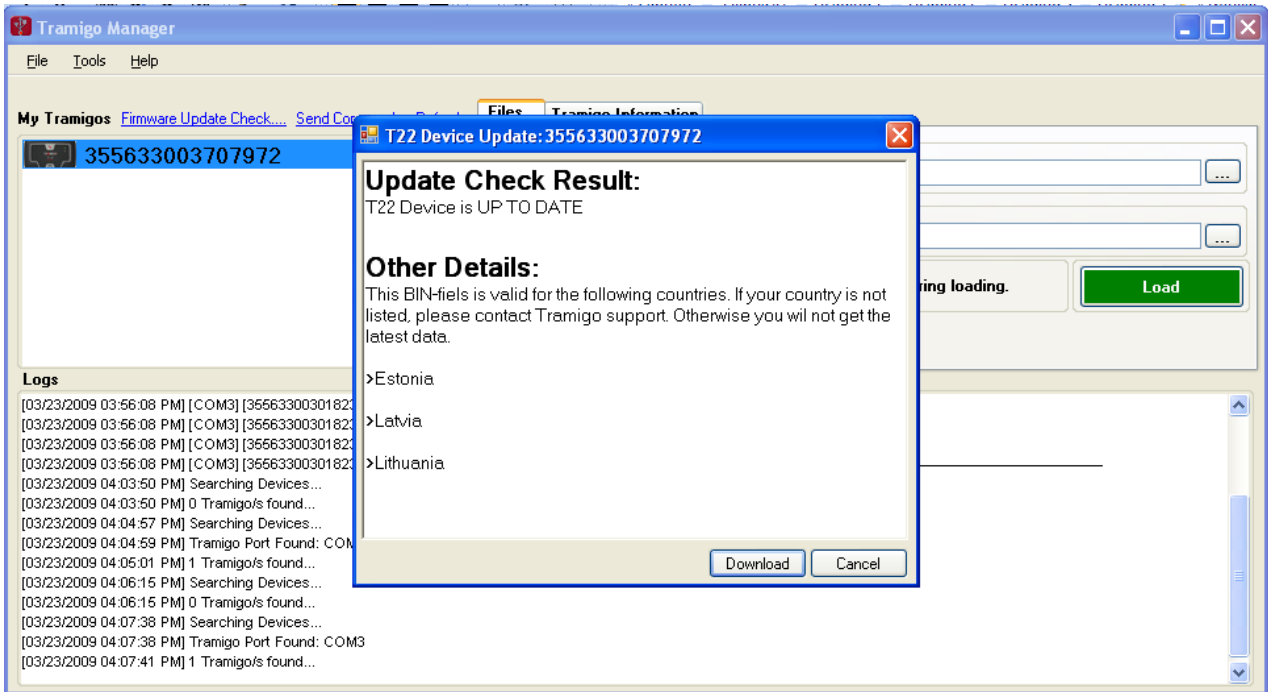 Tramigo Manager
File Tools Help
My Tramigos Firmware Update Check.... Send
Files Tramigo Information
T22 Device Update:355633003707972
355633003707972
...
Update Check Result:
T22 Device is UP TO DATE
...
Other Details:
This BIN-fiels is valid for the following countries. If your country is not
listed, please contact Tramigo support. Otherwise you wil not get the
latest data.
loading.
Load
>Estonia
>Latvia
>Lithuania
Download Cancel
Logs
[03/23/2009 03:56:08 PM] [COM3] [35563300301823
[03/23/2009 03:56:08 PM] [COM3] [35563300301823
[03/23/2009 03:56:08 PM] [COM3] [35563300301823
[03/23/2009 03:56:08 PM] [COM3] [35563300301823
[03/23/2009 04:03:50 PM] Searching Devices...
[03/23/2009 04:03:50 PM] 0 Tramigo/s found...
[03/23/2009 04:04:57 PM] Searching Devices...
[03/23/2009 04:04:59 PM] Tramigo Port Found:
[03/23/2009 04:05:01 PM] 1 Tramigo/s found...
[03/23/2009 04:06:15 PM] Searching Devices...
[03/23/2009 04:06:15 PM] 0 Tramigo/s found...
[03/23/2009 04:07:38 PM] Searching Devices...
[03/23/2009 04:07:38 PM] Tramigo Port Found: COM3
[03/23/2009 04:07:41 PM] 1 Tramigo/s found...